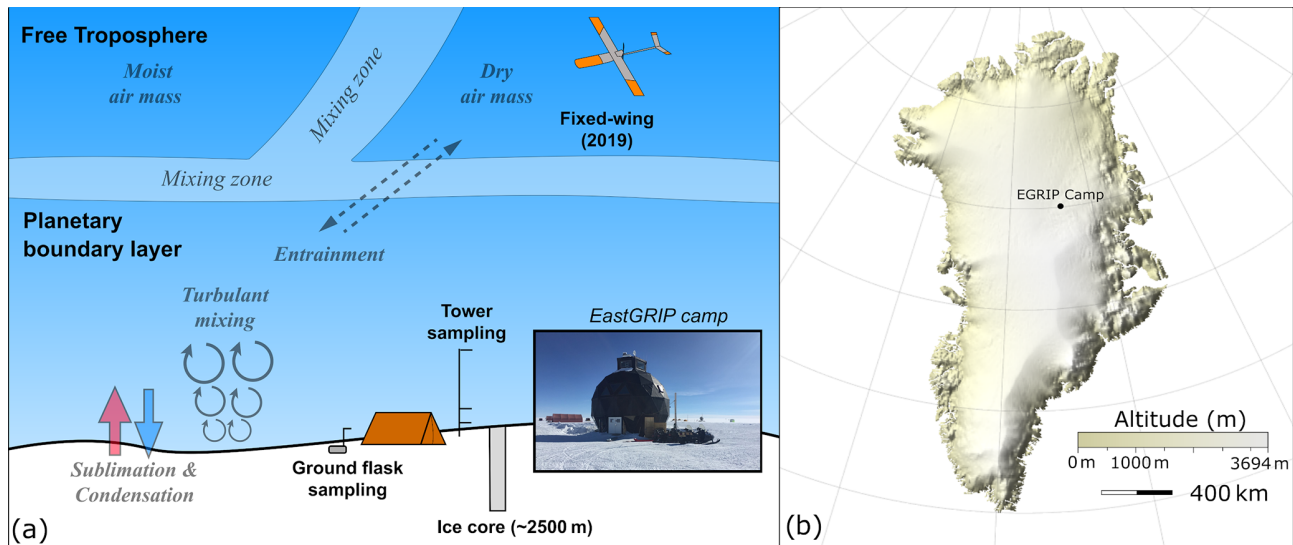 Free Troposphere
Moist
air mass
Mixing zone
Dry
air mass
Fixed-wing
(2019)
Mixing zone
Planetary
boundary layer
Entrainment
Turbulant
mixing
Tower
sampling
EastGRIP camp
Sublimation &
Condensation
Ground flask
sampling
Ice core (~2500 m)
(a)
EGRIP Camp
Altitude (m)
0 m 1000 m 3694 m
400 km
(b)